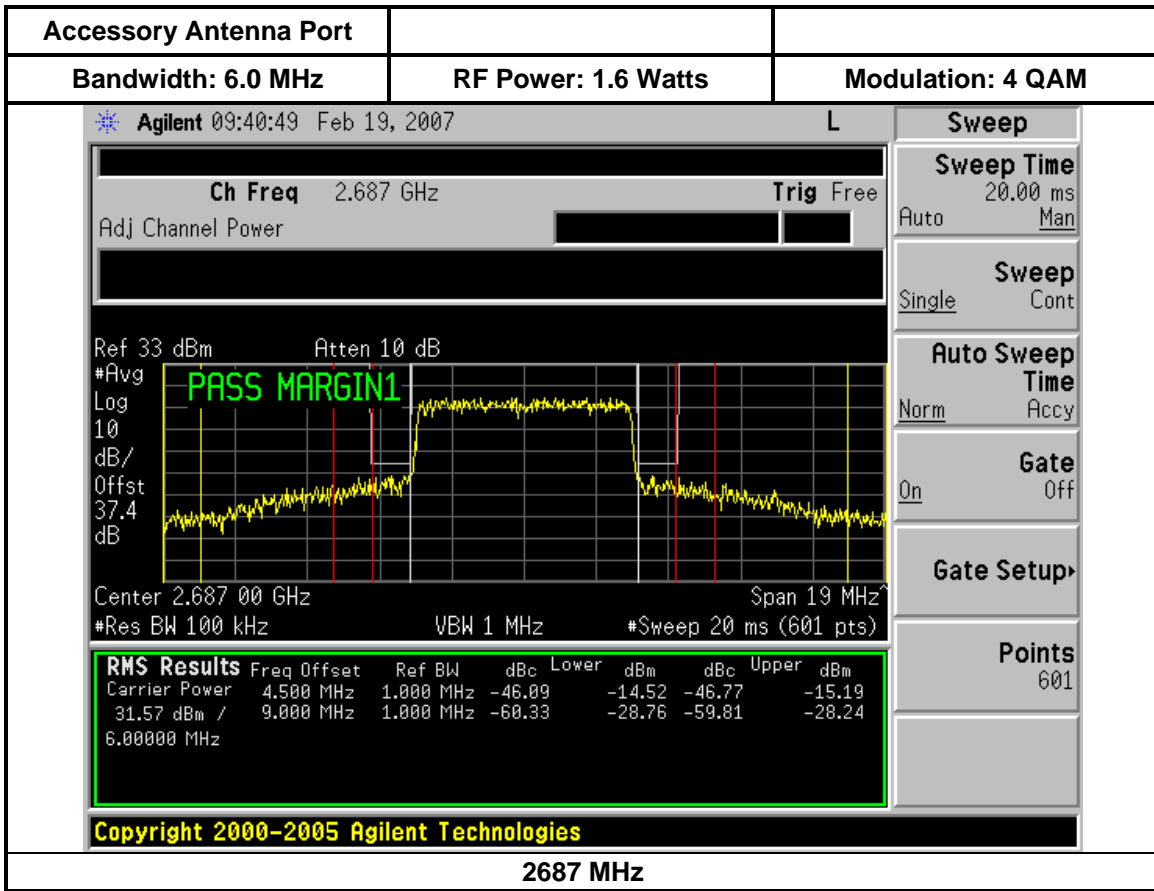 Accessory Antenna Port
Bandwidth: 6.0 MHz RF Power: 1.6 Watts Modulation: 4 QAM
Agilent 09:40:49 Feb 19, 2007 L
Sweep
Ch Freq 2.687 GHz Trig Free
Adj Channel Power
Sweep Time
20.00 ms
Auto Man
Sweep
Single Cont
Auto Sweep
Time
Norm Accy
Gate
On Off
Gate Setup
Points
601
Ref 33 dBm Atten 10 dB
#Avg
Log
10
dB/
Offst
37.4
dB
PASS MARGIN1
Center 2.687 00 GHz Span 19 MHz^
#Res BW 100 kHz VBW 1 MHz #Sweep 20 ms (601 pts)
RMS Results Freq Offset Ref BW dBc Lower dBm dBc Upper dBm
Carrier Power 4.500 MHz 1.000 MHz -46.09 -14.52 -46.77 -15.19
31.57 dBm / 9.000 MHz 1.000 MHz -60.33 -28.76 -59.81 -28.24
6.00000 MHz
Copyright 2000-2005 Agilent Technologies
2687 MHz